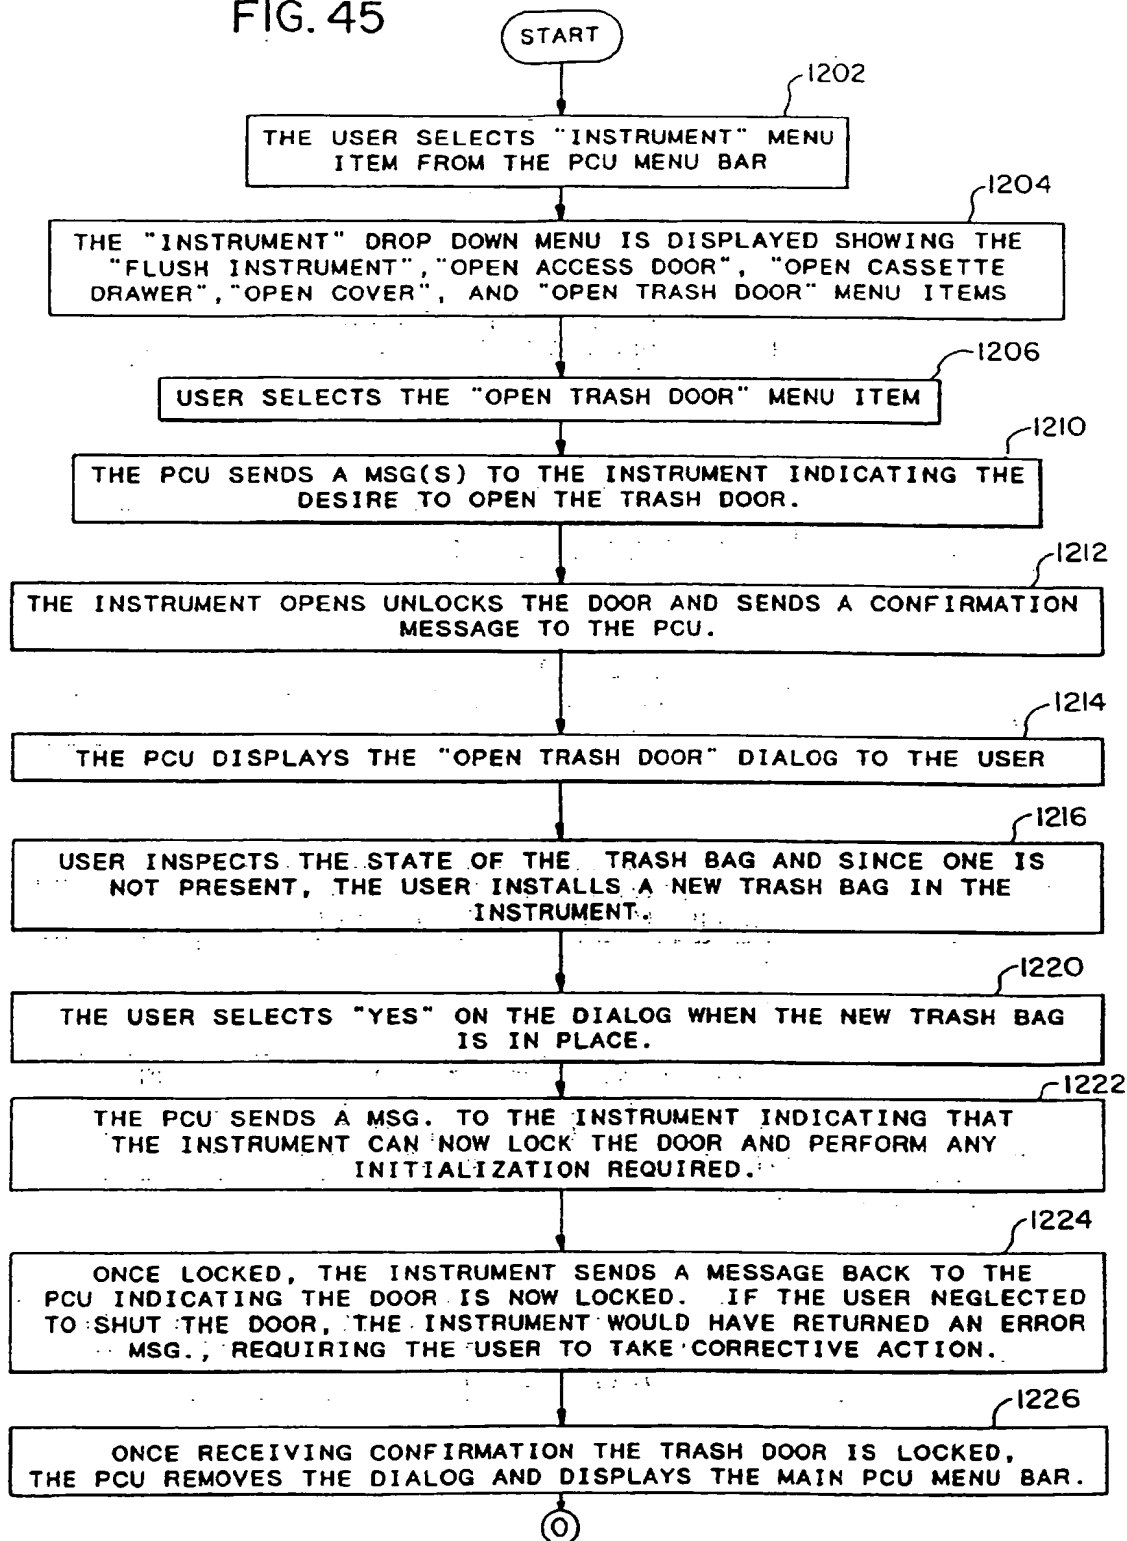 FIG. 45
START
1202
THE USER SELECTS "INSTRUMENT" MENU
ITEM FROM THE PCU MENU BAR
1204
THE "INSTRUMENT" DROP DOWN MENU IS DISPLAYED SHOWING THE
"FLUSH INSTRUMENT", "OPEN ACCESS DOOR", "OPEN CASSETTE
DRAWER", "OPEN COVER", AND "OPEN TRASH DOOR" MENU ITEMS
1206
USER SELECTS THE "OPEN TRASH DOOR" MENU ITEM
1210
THE PCU SENDS A MSG(S) TO THE INSTRUMENT INDICATING THE
DESIRE TO OPEN THE TRASH DOOR.
1212
THE INSTRUMENT OPENS UNLOCKS THE DOOR AND SENDS A CONFIRMATION
MESSAGE TO THE PCU.
1214
THE PCU DISPLAYS THE "OPEN TRASH DOOR" DIALOG TO THE USER
1216
USER INSPECTS THE STATE OF THE TRASH BAG AND SINCE ONE IS
NOT PRESENT, THE USER INSTALLS A NEW TRASH BAG IN THE
INSTRUMENT.
1220
THE USER SELECTS "YES" ON THE DIALOG WHEN THE NEW TRASH BAG
IS IN PLACE.
1222
THE PCU SENDS A MSG. TO THE INSTRUMENT INDICATING THAT
THE INSTRUMENT CAN NOW LOCK THE DOOR AND PERFORM ANY
INITIALIZATION REQUIRED.
1224
ONCE LOCKED, THE INSTRUMENT SENDS A MESSAGE BACK TO THE
PCU INDICATING THE DOOR IS NOW LOCKED. IF THE USER NEGLECTED
TO SHUT THE DOOR, THE INSTRUMENT WOULD HAVE RETURNED AN ERROR
MSG., REQUIRING THE USER TO TAKE CORRECTIVE ACTION.
1226
ONCE RECEIVING CONFIRMATION THE TRASH DOOR IS LOCKED,
THE PCU REMOVES THE DIALOG AND DISPLAYS THE MAIN PCU MENU BAR.